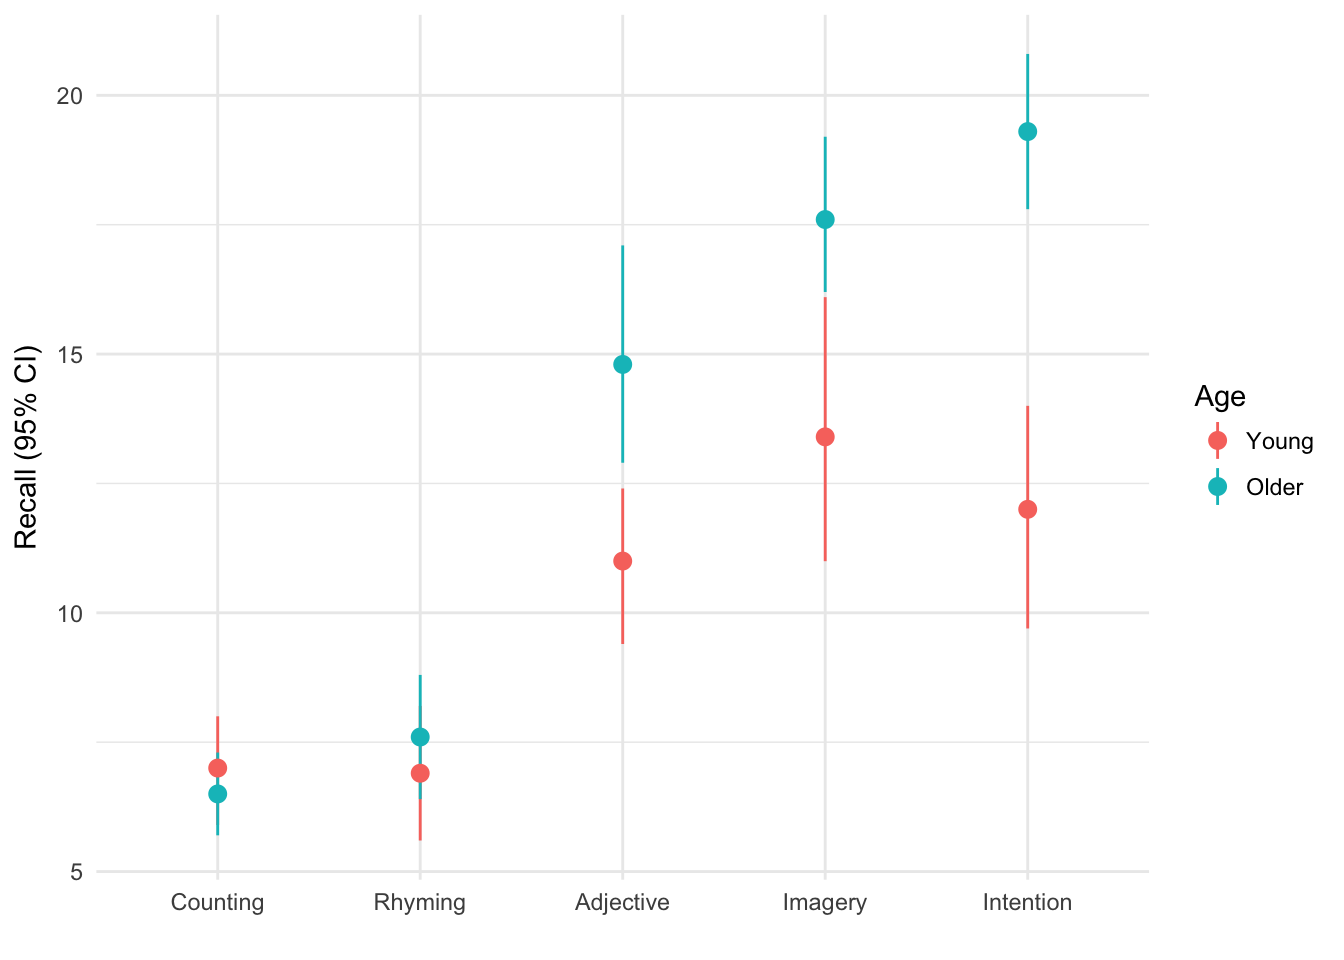 Recall (95% CI)
20
15
10
5
Counting
Rhyming
Adjective
Imagery
Intention
Age
Young
Older